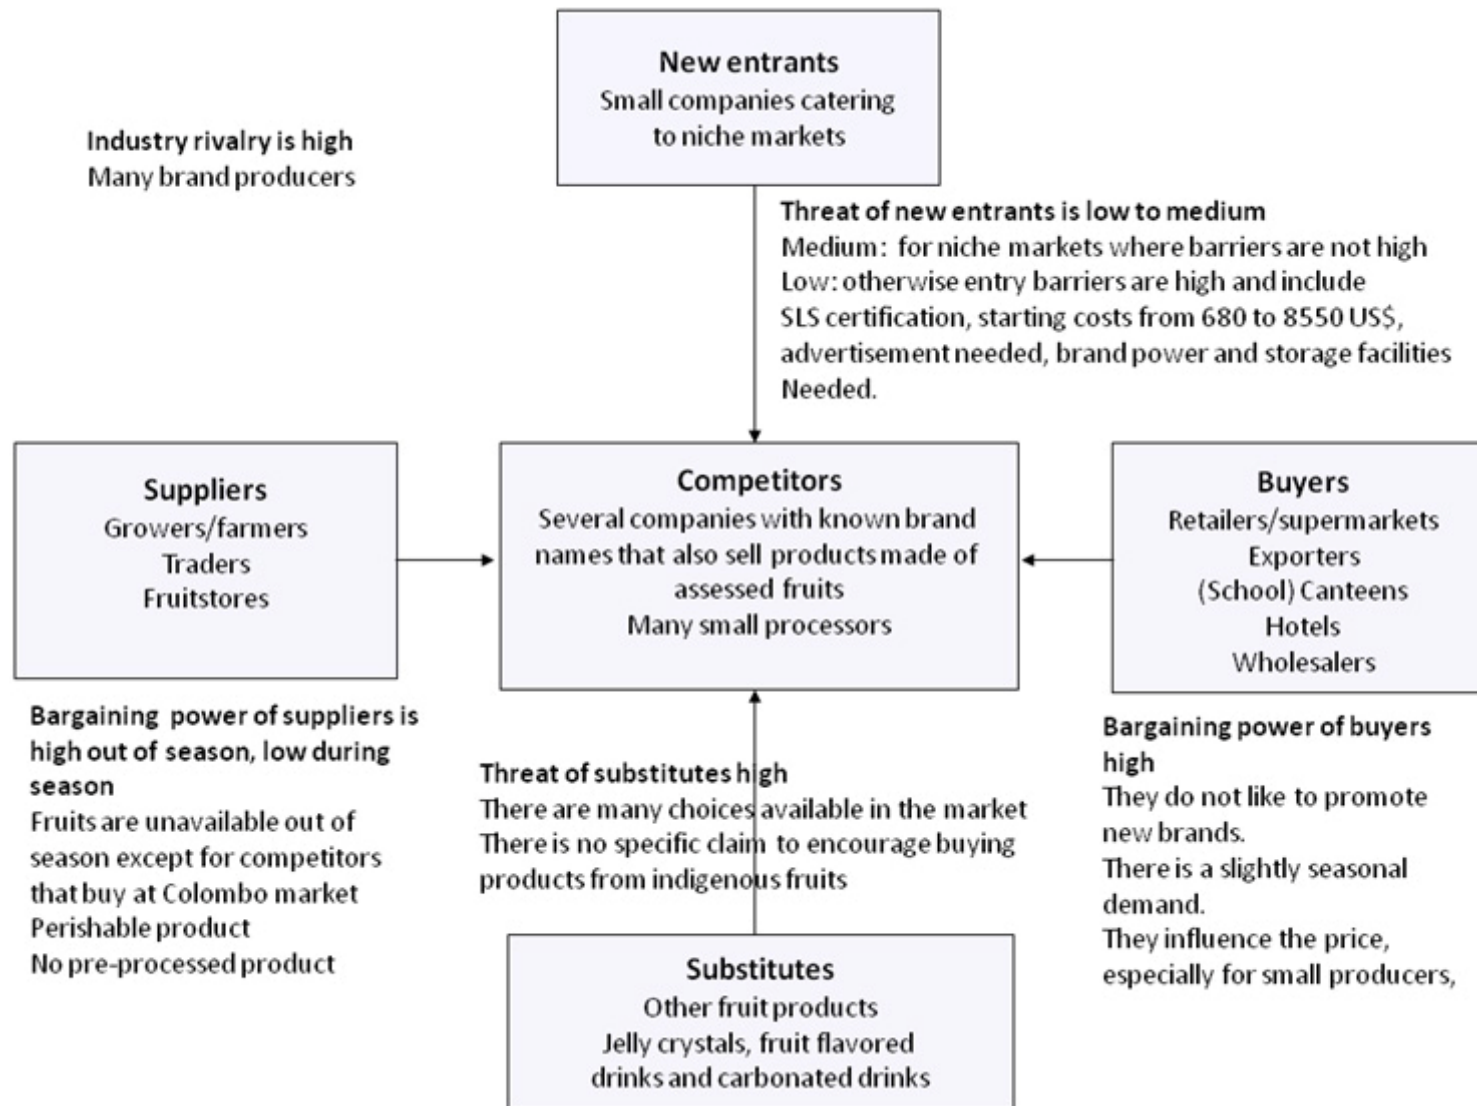 New entrants
Small companies catering
to niche markets
Industry rivalry is high
Many brand producers
Threat of new entrants is low to medium
Medium: for niche markets where barriers are not high
Low: otherwise entry barriers are high and include
SLS certification, starting costs from 680 to 8550 US$,
advertisement needed, brand power and storage facilities
Needed.
Suppliers
Growers/farmers
Traders
Fruitstores
Competitors
Several companies with known brand
names that also sell products made of
assessed fruits
Many small processors
Buyers
Retailers/supermarkets
Exporters
(School) Canteens
Hotels
Wholesalers
Bargaining power of suppliers is
high out of season, low during
season
Fruits are unavailable out of
season except for competitors
that buy at Colombo market
Perishable product
No pre-processed product
Threat of substitutes high
There are many choices available in the market
There is no specific claim to encourage buying
products from indigenous fruits
Bargaining power of buyers
high
They do not like to promote
new brands.
There is a slightly seasonal
demand.
They influence the price,
especially for small producers,
Substitutes
Other fruit products
Jelly crystals, fruit flavored
drinks and carbonated drinks